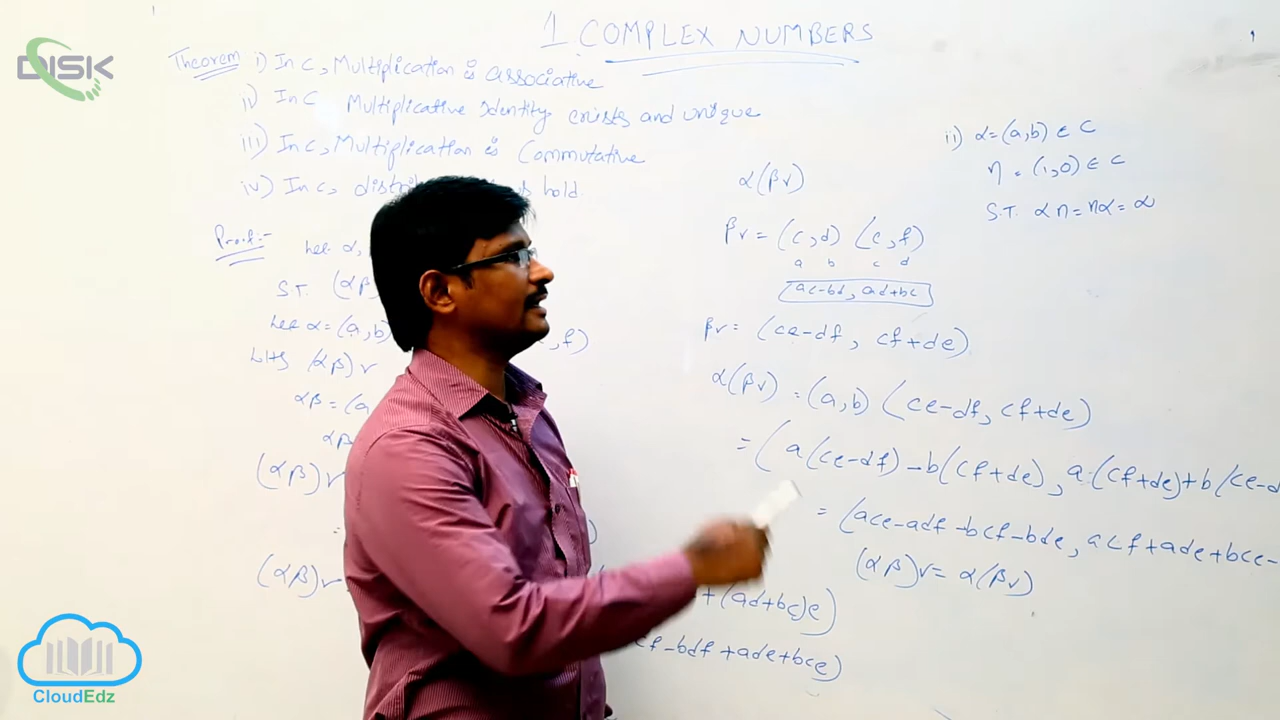 DISK
1 COMPLEX NUMBERS
Theorem i) In C, Multiplication is associative
ii) In C Multiplicative Identity exists and unique
iii) In C, Multiplication is Commutative
iv) In C, hold.
Proof:- Let α,
S.T. (αβ
Let α = (a, b) , f)
LHS (αβ)γ
αβ = (a
αβ
(αβ)γ
=
(αβ)γ
+ (ad+bc)e)
cf-bdf+ade+bce)
α(βγ)
βγ = (c, d) (e, f)
a b c d
ac-bd, ad+bc
βγ = (ce-df, cf+de)
α(βγ) = (a, b) (ce-df, cf+de)
= (a(ce-df)-b(cf+de), a(cf+de)+b(ce-d
= (ace-adf-bcf-bde, acf+ade+bce-
(αβ)γ = α(βγ)
ii) α=(a,b) ∈ C
η = (1,0) ∈ C
S.T. αη = ηα = α
CloudEdz